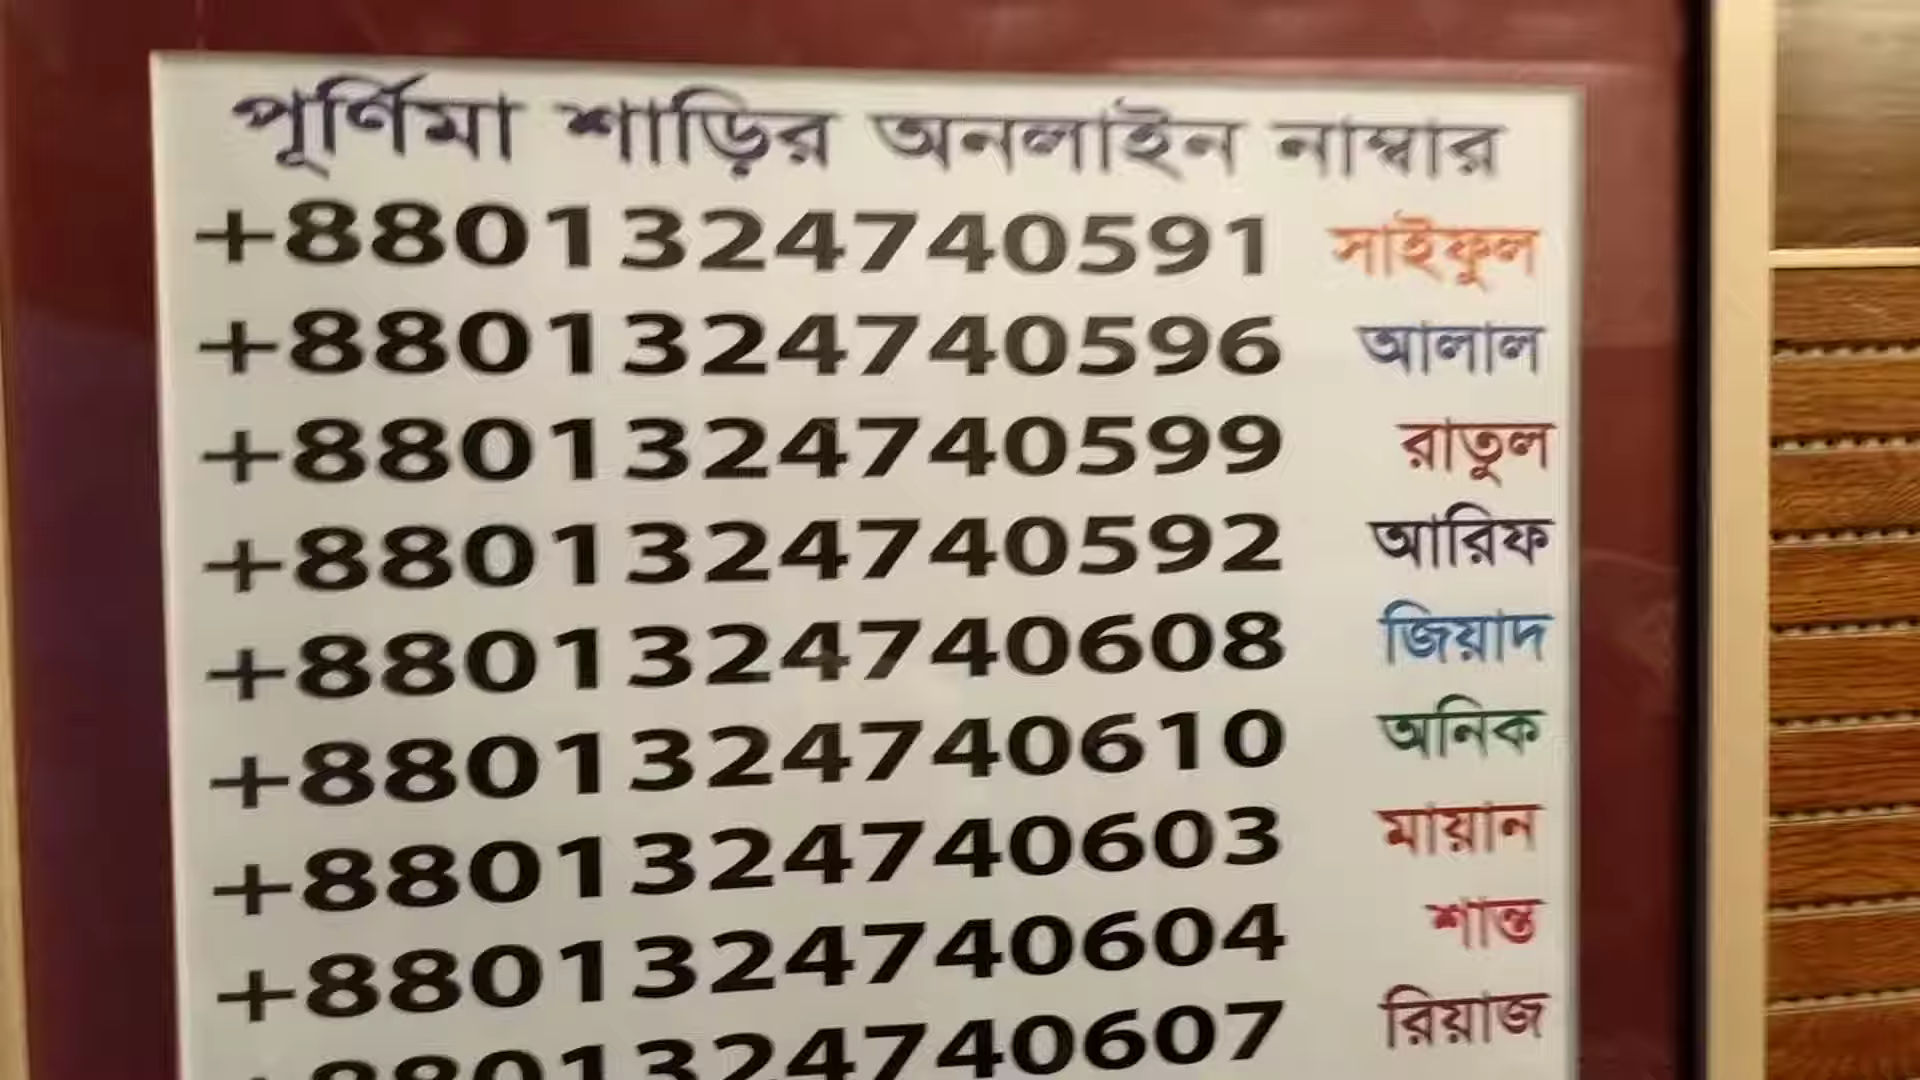 পূর্ণিমা শাড়ির অনলাইন নাম্বার
+8801324740591 সাইফুল
+8801324740596 আলাল
+8801324740599 রাতুল
+8801324740592 আরিফ
+8801324740608 জিয়াদ
+8801324740610 অনিক
+8801324740603 মায়ান
+8801324740604 শান্ত
+8801324740607 রিয়াজ